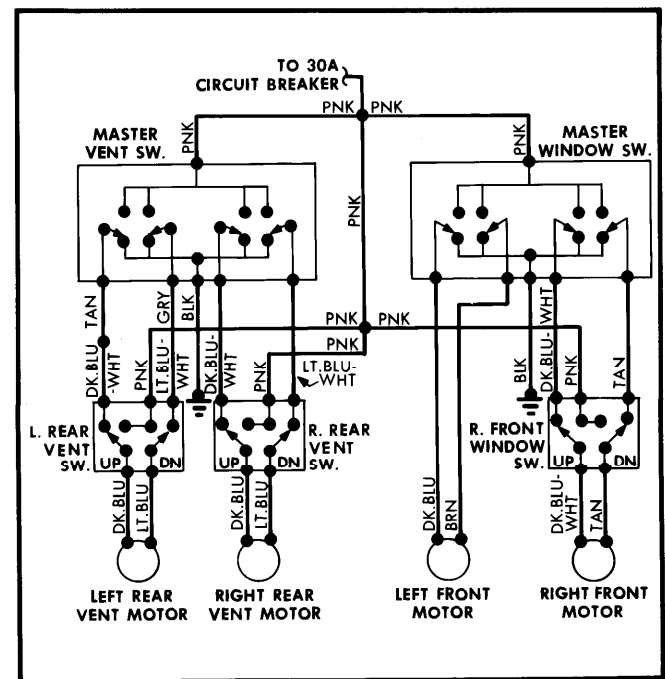 TO 30A
CIRCUIT BREAKER
PNK PNK
MASTER
VENT SW.
PNK
PNK
MASTER
WINDOW SW.
PNK
TAN
GRY
BLK
PNK PNK
PNK
DK.BLU-WHT
DK.BLU
-WHT
PNK
LT.BLU-
WHT
DK.BLU-
WHT
PNK
LT.BLU-
WHT
BLK
PNK
TAN
L. REAR
VENT
SW.
UP DN
R. REAR
VENT
SW.
UP DN
R. FRONT
WINDOW
SW.
UP DN
DK.BLU
LT.BLU
DK.BLU
LT.BLU
DK.BLU
BRN
DK.BLU-
WHT
TAN
LEFT REAR
VENT MOTOR
RIGHT REAR
VENT MOTOR
LEFT FRONT
MOTOR
RIGHT FRONT
MOTOR